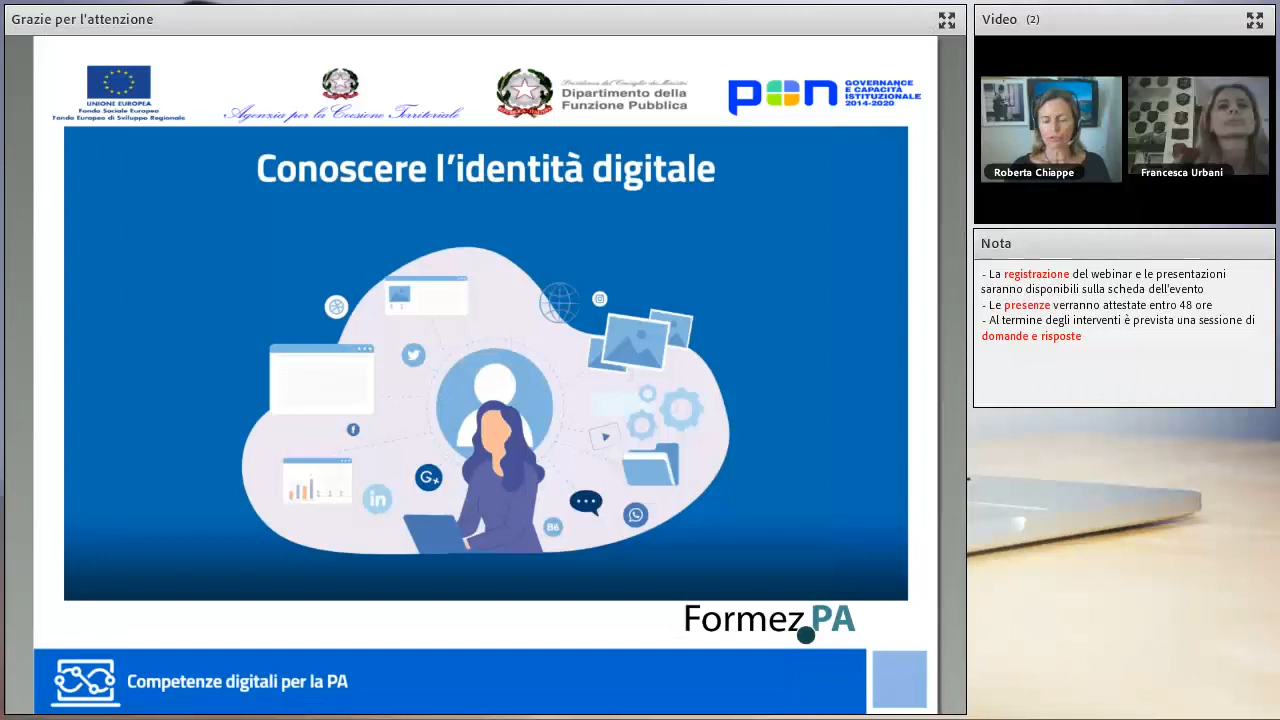 Grazie per l'attenzione
UNIONE EUROPEA
Fondo Sociale Europeo
Fondo Europeo di Sviluppo Regionale
Agenzia per la Coesione Territoriale
Presidenza del Consiglio dei Ministri
Dipartimento della
Funzione Pubblica
pon
GOVERNANCE
E CAPACITÀ
ISTITUZIONALE
2014-2020
Conoscere l'identità digitale
f
in
G+
B6
Formez.PA
Competenze digitali per la PA
Video (2)
Roberta Chiappe
Francesca Urbani
Nota
- La registrazione del webinar e le presentazioni
saranno disponibili sulla scheda dell'evento
- Le presenze verranno attestate entro 48 ore
- Al termine degli interventi è prevista una sessione di
domande e risposte